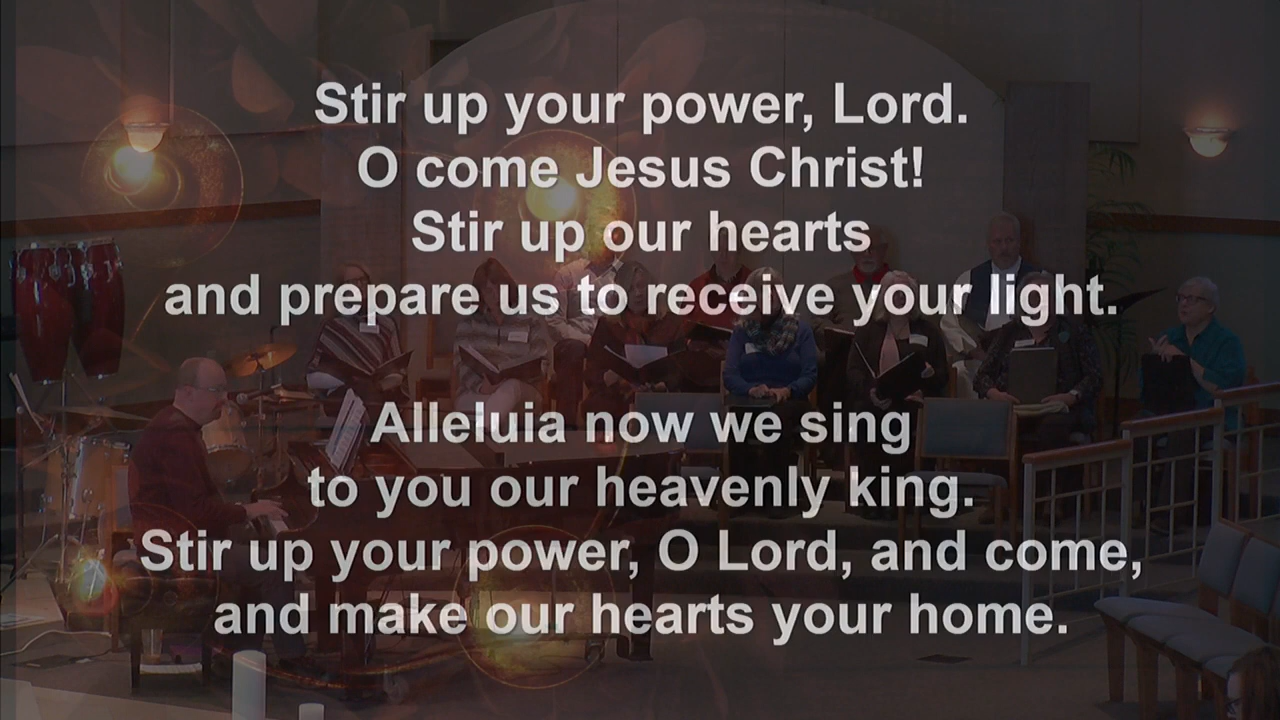 Stir up your power, Lord.
O come Jesus Christ!
Stir up our hearts
and prepare us to receive your light.
Alleluia now we sing
to you our heavenly king.
Stir up your power, O Lord, and come,
and make our hearts your home.